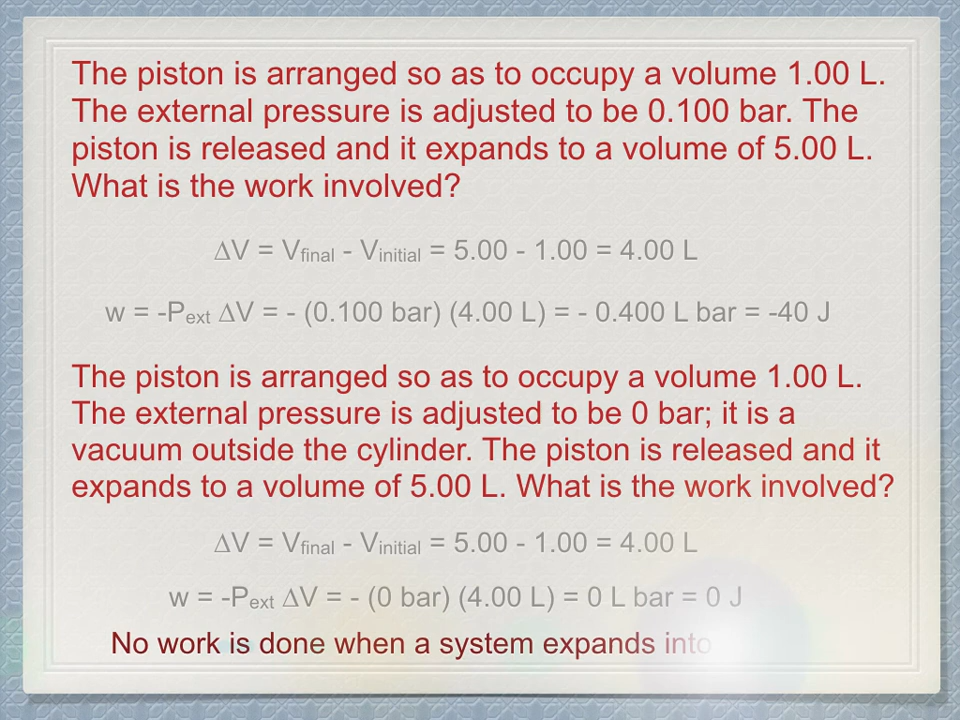 The piston is arranged so as to occupy a volume 1.00 L.
The external pressure is adjusted to be 0.100 bar. The
piston is released and it expands to a volume of 5.00 L.
What is the work involved?
∆V = Vfinal - Vinitial = 5.00 - 1.00 = 4.00 L
w = -Pext ∆V = - (0.100 bar) (4.00 L) = - 0.400 L bar = -40 J
The piston is arranged so as to occupy a volume 1.00 L.
The external pressure is adjusted to be 0 bar; it is a
vacuum outside the cylinder. The piston is released and it
expands to a volume of 5.00 L. What is the work involved?
∆V = Vfinal - Vinitial = 5.00 - 1.00 = 4.00 L
w = -Pext ∆V = - (0 bar) (4.00 L) = 0 L bar = 0 J
No work is done when a system expands into